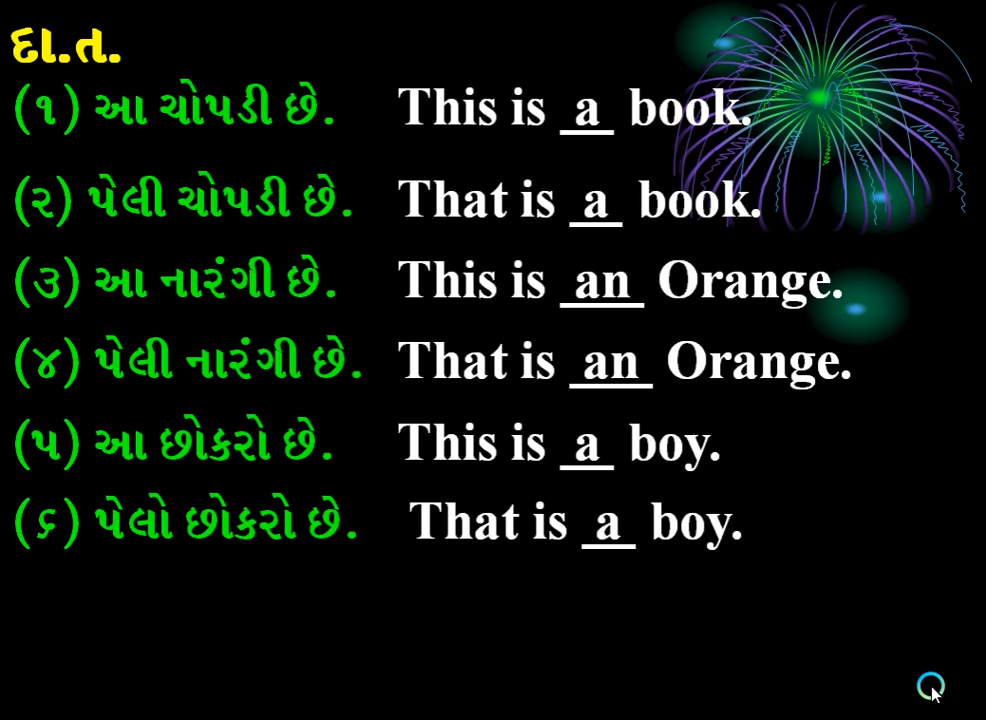 દા.ત.
(૧) આ ચોપડી છે. This is a book.
(૨) પેલી ચોપડી છે. That is a book.
(૩) આ નારંગી છે. This is an Orange.
(૪) પેલી નારંગી છે. That is an Orange.
(૫) આ છોકરો છે. This is a boy.
(૬) પેલો છોકરો છે. That is a boy.